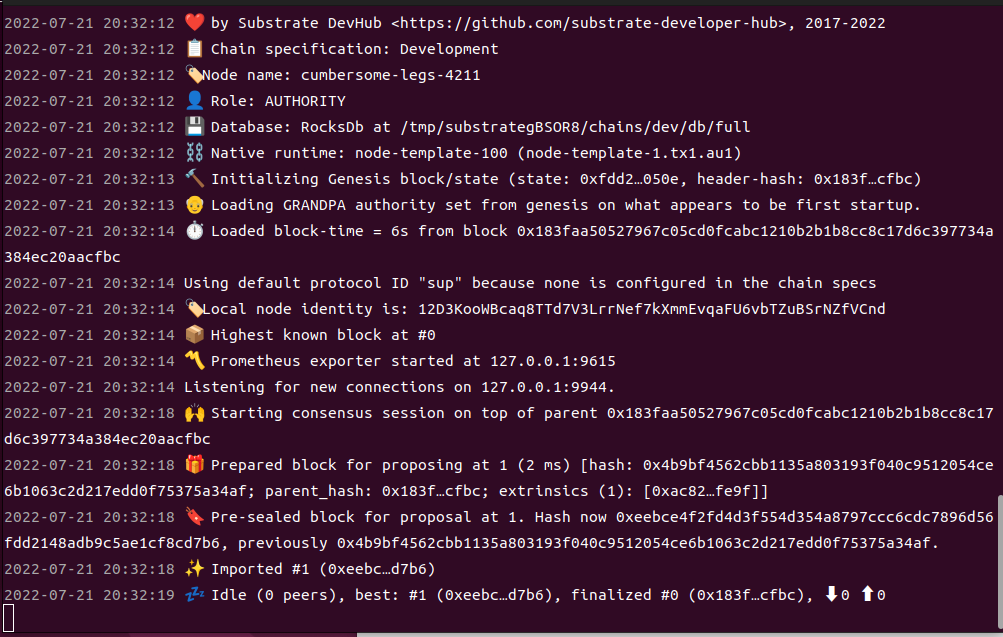 2022-07-21 20:32:12 ❤️ by Substrate DevHub <https://github.com/substrate-developer-hub>, 2017-2022
2022-07-21 20:32:12 📋 Chain specification: Development
2022-07-21 20:32:12 🏷Node name: cumbersome-legs-4211
2022-07-21 20:32:12 👤 Role: AUTHORITY
2022-07-21 20:32:12 💾 Database: RocksDb at /tmp/substrategBSOR8/chains/dev/db/full
2022-07-21 20:32:12 ⛓ Native runtime: node-template-100 (node-template-1.tx1.au1)
2022-07-21 20:32:13 🔨 Initializing Genesis block/state (state: 0xfdd2…050e, header-hash: 0x183f…cfbc)
2022-07-21 20:32:13 👴 Loading GRANDPA authority set from genesis on what appears to be first startup.
2022-07-21 20:32:14 ⏱ Loaded block-time = 6s from block 0x183faa50527967c05cd0fcabc1210b2b1b8cc8c17d6c397734a
384ec20aacfbc
2022-07-21 20:32:14 Using default protocol ID "sup" because none is configured in the chain specs
2022-07-21 20:32:14 🏷Local node identity is: 12D3KooWBcaq8TTd7V3LrrNef7kXmmEvqaFU6vbTZuBSrNZfVCnd
2022-07-21 20:32:14 📦 Highest known block at #0
2022-07-21 20:32:14 〽️ Prometheus exporter started at 127.0.0.1:9615
2022-07-21 20:32:14 Listening for new connections on 127.0.0.1:9944.
2022-07-21 20:32:18 🙌 Starting consensus session on top of parent 0x183faa50527967c05cd0fcabc1210b2b1b8cc8c17
d6c397734a384ec20aacfbc
2022-07-21 20:32:18 🎁 Prepared block for proposing at 1 (2 ms) [hash: 0x4b9bf4562cbb1135a803193f040c9512054ce
6b1063c2d217edd0f75375a34af; parent_hash: 0x183f…cfbc; extrinsics (1): [0xac82…fe9f]]
2022-07-21 20:32:18 🔖 Pre-sealed block for proposal at 1. Hash now 0xeebce4f2fd4d3f554d354a8797ccc6cdc7896d56
fdd2148adb9c5ae1cf8cd7b6, previously 0x4b9bf4562cbb1135a803193f040c9512054ce6b1063c2d217edd0f75375a34af.
2022-07-21 20:32:18 ✨ Imported #1 (0xeebc…d7b6)
2022-07-21 20:32:19 💤 Idle (0 peers), best: #1 (0xeebc…d7b6), finalized #0 (0x183f…cfbc), ⬇0 ⬆0